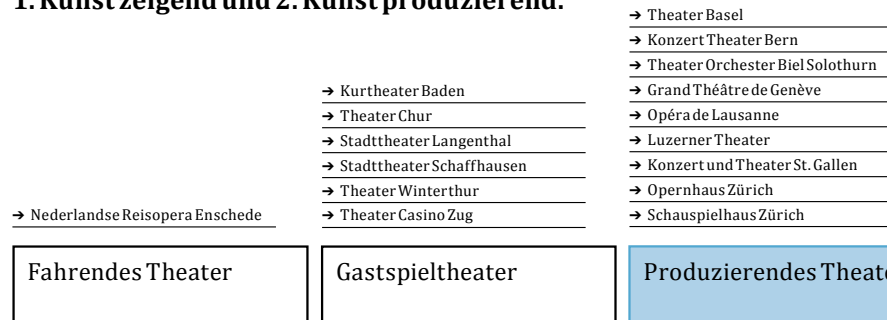 1. Kunst zeigend und 2. Kunst produzierend.
→ Theater Basel
→ Konzert Theater Bern
→ Theater Orchester Biel Solothurn
→ Grand Théâtre de Genève
→ Opéra de Lausanne
→ Luzerner Theater
→ Konzert und Theater St. Gallen
→ Opernhaus Zürich
→ Schauspielhaus Zürich
→ Kurtheater Baden
→ Theater Chur
→ Stadttheater Langenthal
→ Stadttheater Schaffhausen
→ Theater Winterthur
→ Theater Casino Zug
→ Nederlandse Reisopera Enschede
Fahrendes Theater
Gastspieltheater
Produzierendes Theate